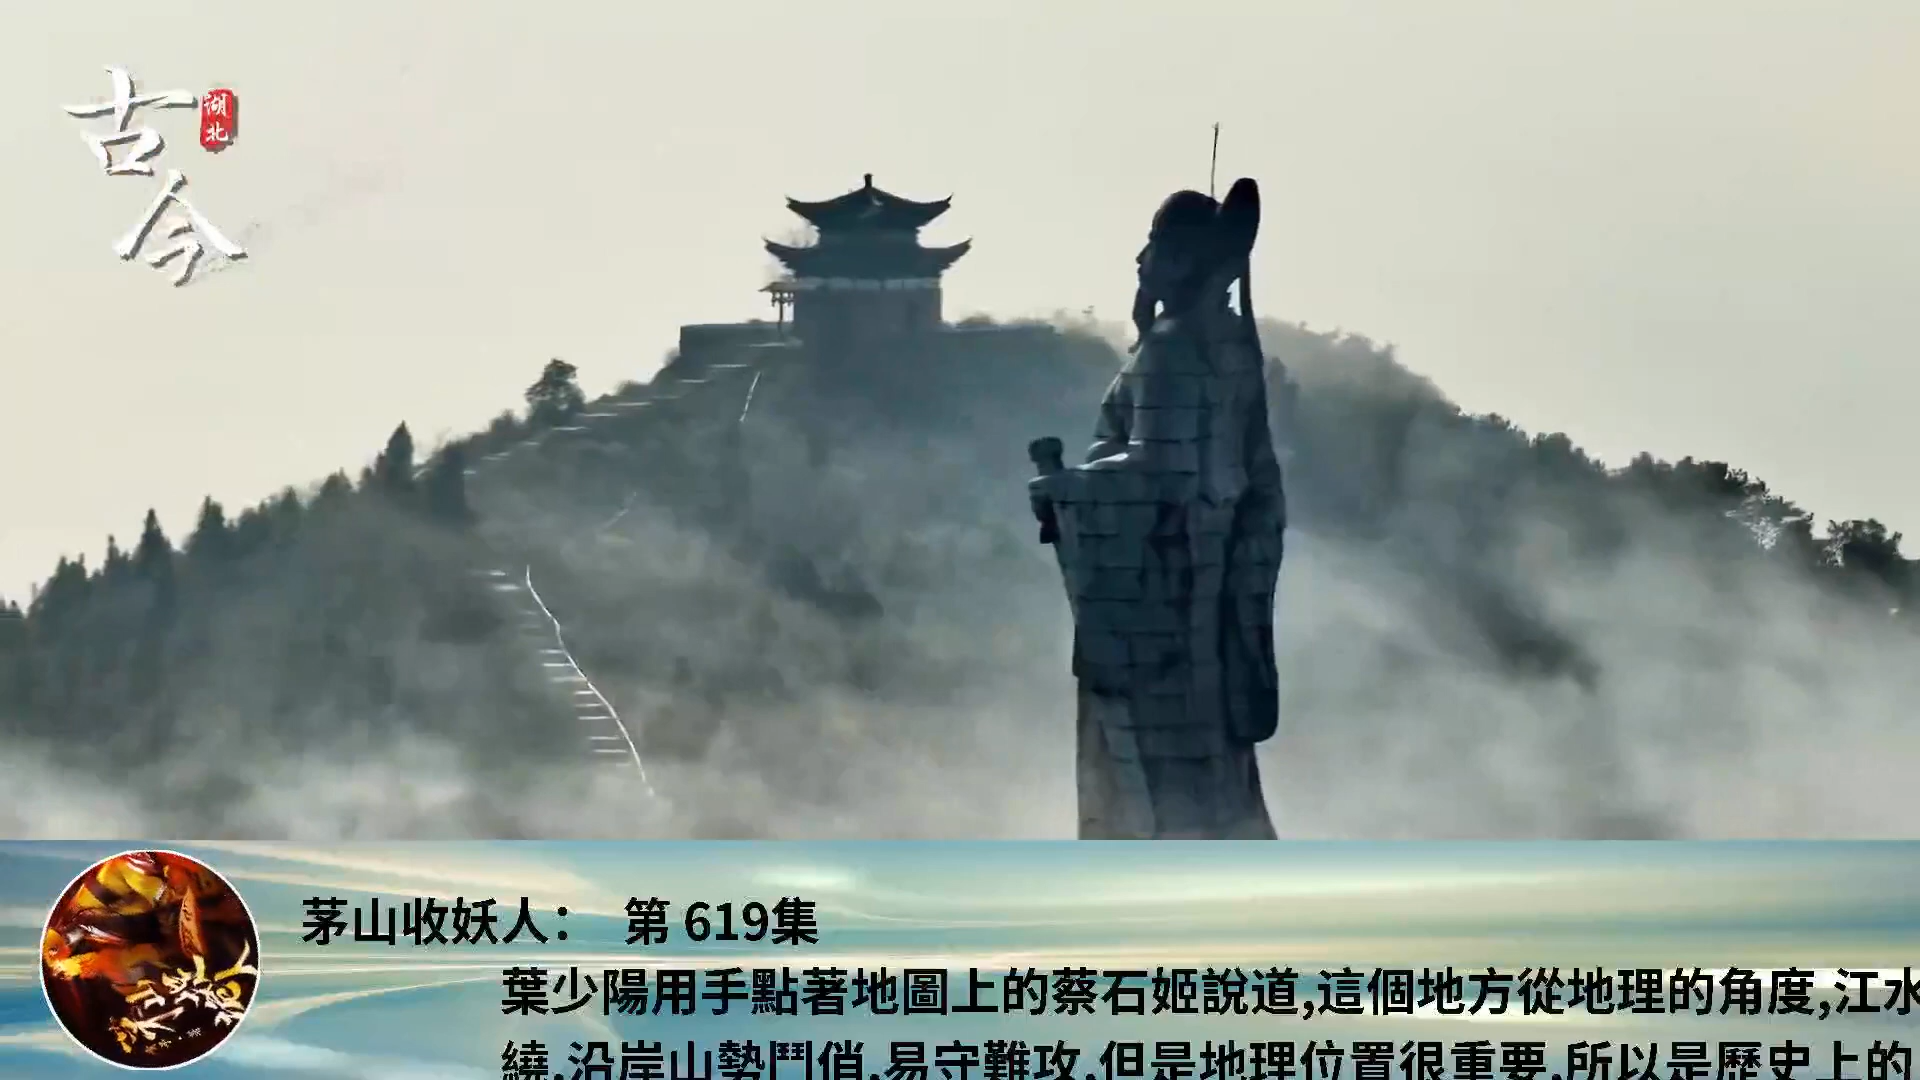 古今
湖北
茅山收妖人： 第 619集
葉少陽用手點著地圖上的蔡石姬說道,這個地方從地理的角度,江水
繞,沿岸山勢鬥俏,易守難攻,但是地理位置很重要,所以是歷史上的